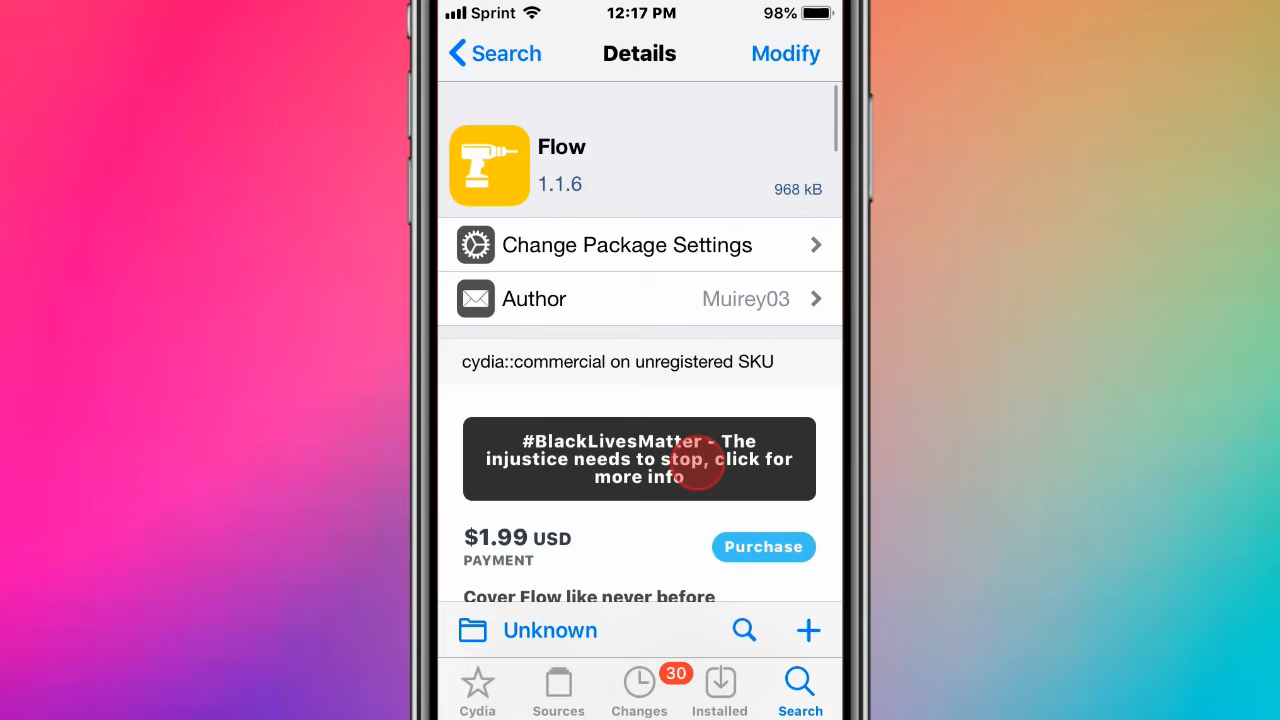 Sprint 12:17 PM 98%
Search Details Modify
Flow
1.1.6
968 kB
Change Package Settings
Author Muirey03
cydia::commercial on unregistered SKU
#BlackLivesMatter - The
injustice needs to stop, click for
more info
$1.99 USD
PAYMENT
Purchase
Cover Flow like never before
Unknown
30
Cydia Sources Changes Installed Search